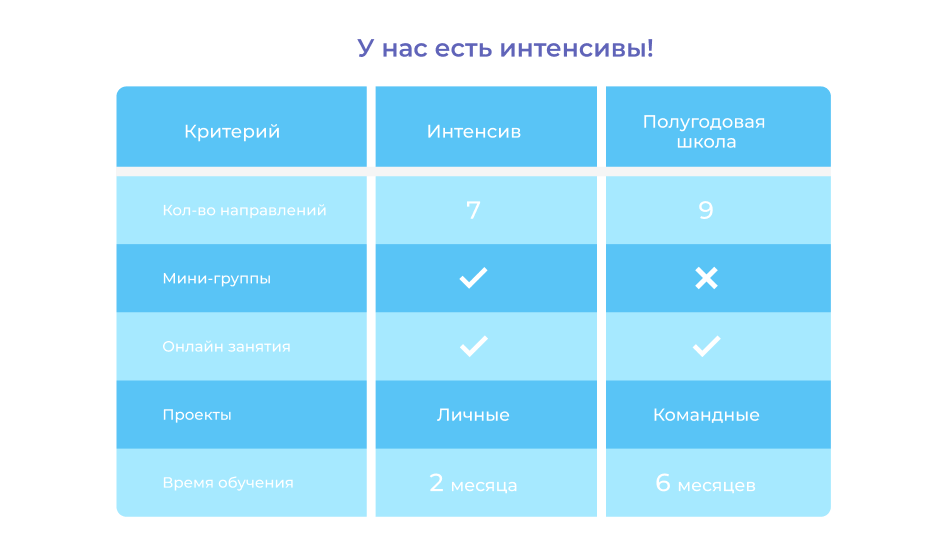 У нас есть интенсивы!
Критерий Интенсив Полугодовая
школа
Кол-во направлений 7 9
Мини-группы
Онлайн занятия
Проекты Личные Командные
Время обучения 2 месяца 6 месяцев